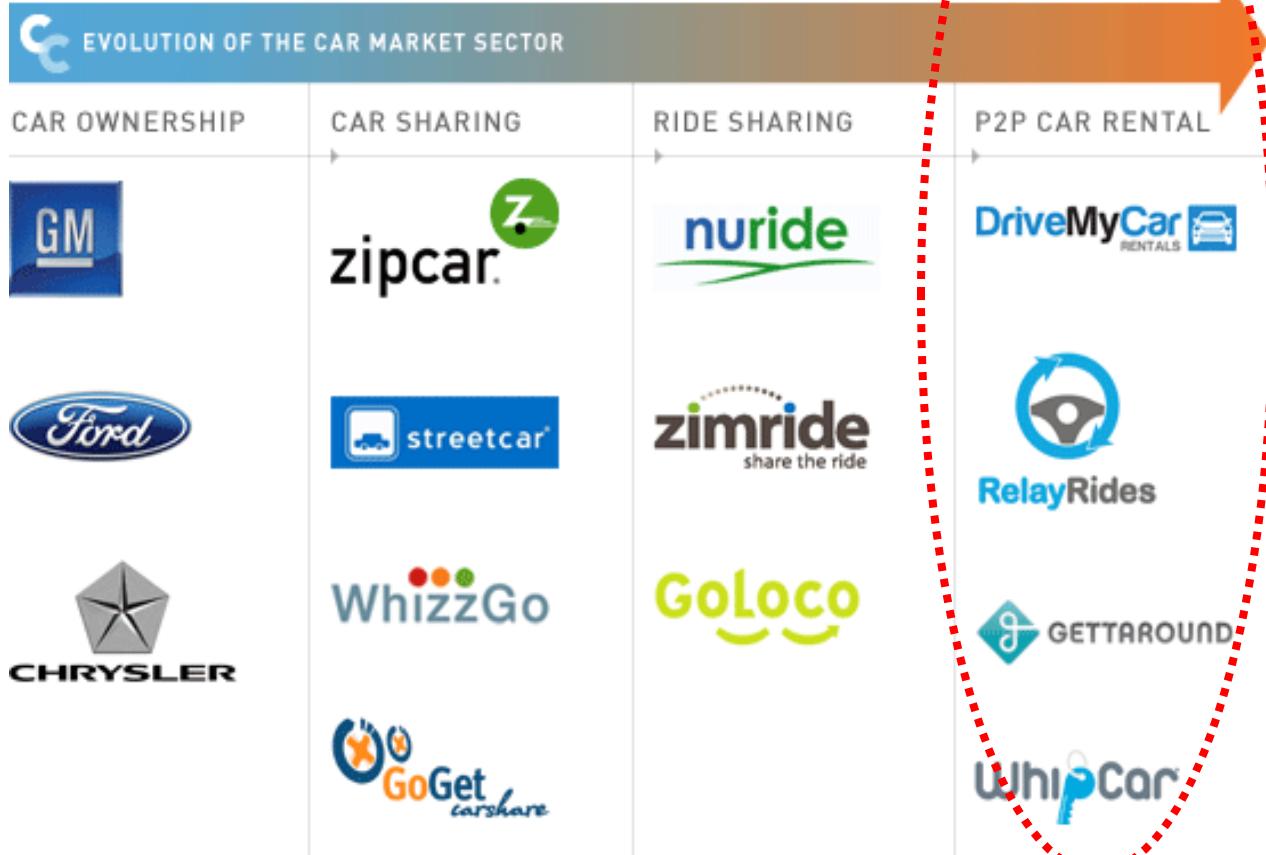 CC EVOLUTION OF THE CAR MARKET SECTOR
CAR OWNERSHIP
GM
Ford
CHRYSLER
CAR SHARING
zipcar
Z
streetcar
WhizzGo
GoGet
carshare
RIDE SHARING
nuride
zimride
share the ride
GoLoco
P2P CAR RENTAL
DriveMyCar
RENTALS
RelayRides
GETTAROUND
WhipCar